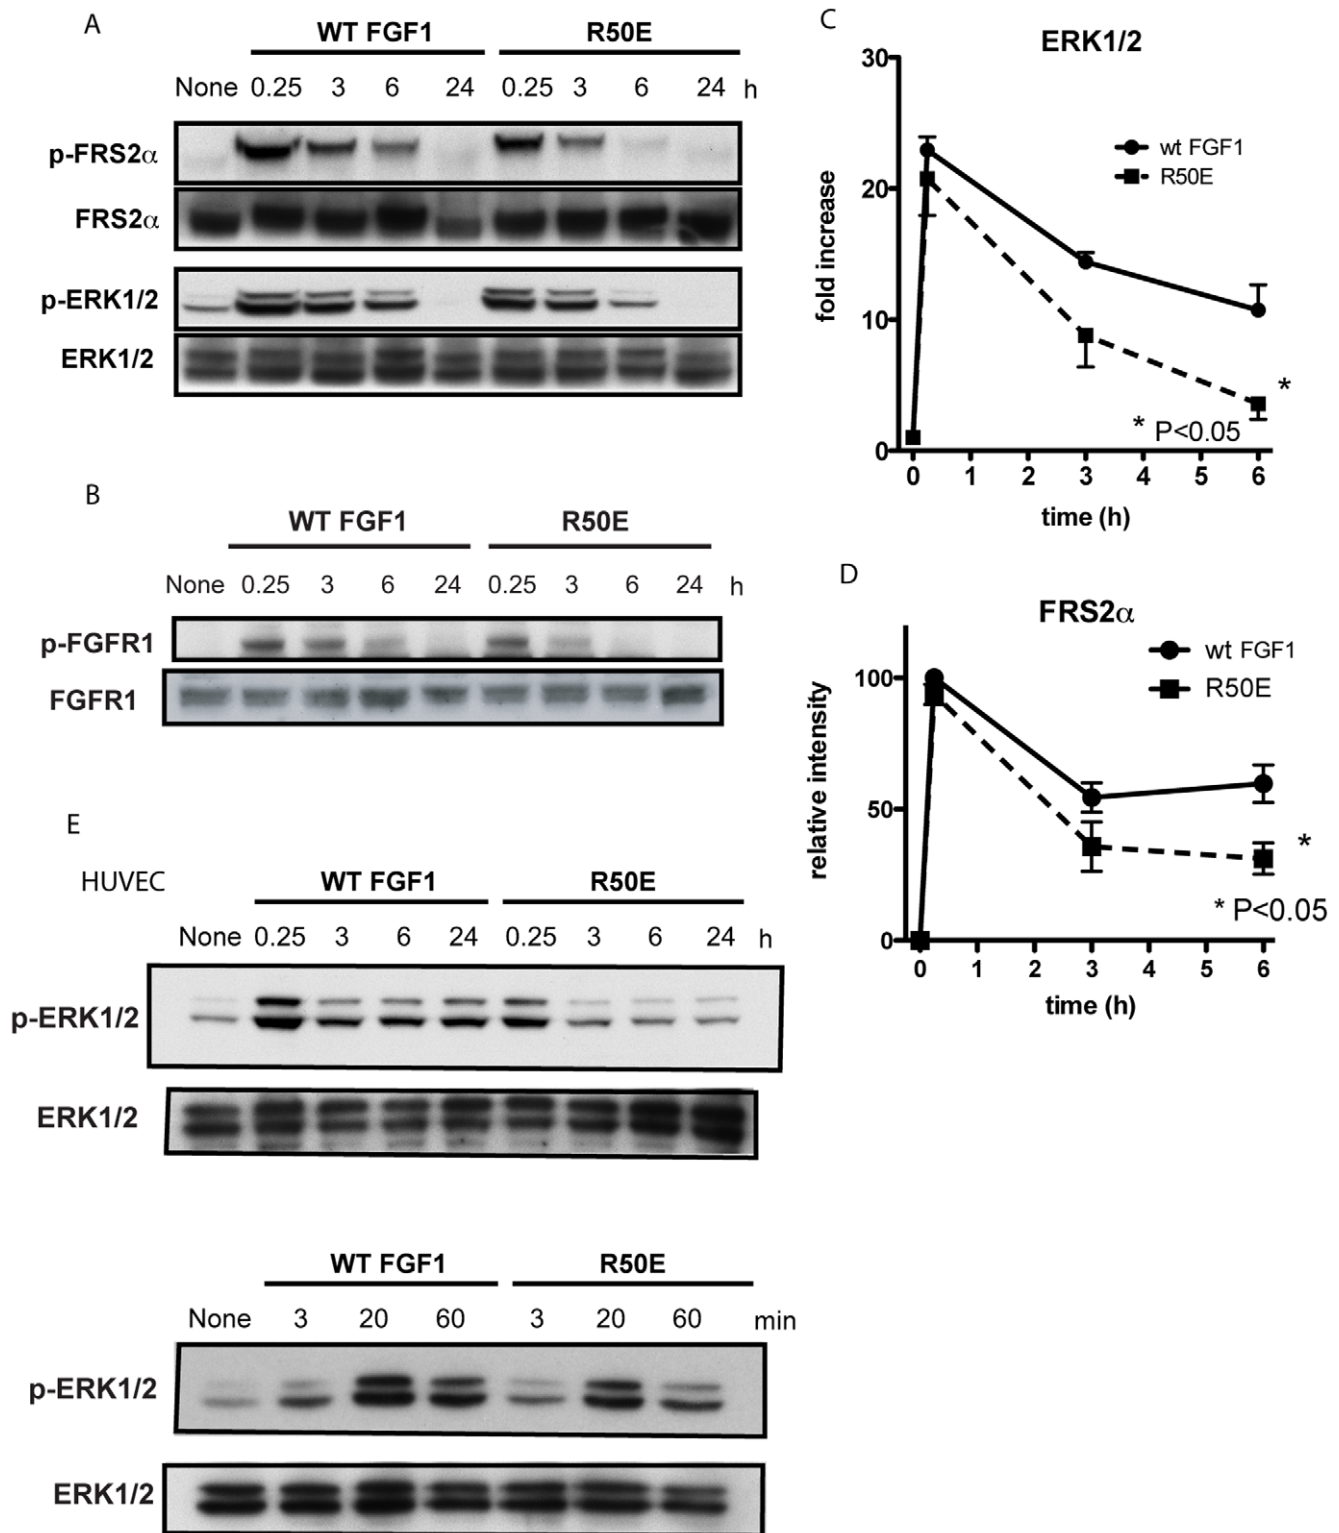 A
WT FGF1 R50E
None 0.25 3 6 24 0.25 3 6 24 h
p-FRS2α
FRS2α
p-ERK1/2
ERK1/2
B
WT FGF1 R50E
None 0.25 3 6 24 0.25 3 6 24 h
p-FGFR1
FGFR1
C
ERK1/2
30
20
10
0
fold increase
wt FGF1
R50E
*
* P<0.05
0 1 2 3 4 5 6
time (h)
D
FRS2α
wt FGF1
R50E
100
50
0
relative intensity
*
* P<0.05
0 1 2 3 4 5 6
time (h)
E
HUVEC WT FGF1 R50E
None 0.25 3 6 24 0.25 3 6 24 h
p-ERK1/2
ERK1/2
WT FGF1 R50E
None 3 20 60 3 20 60 min
p-ERK1/2
ERK1/2